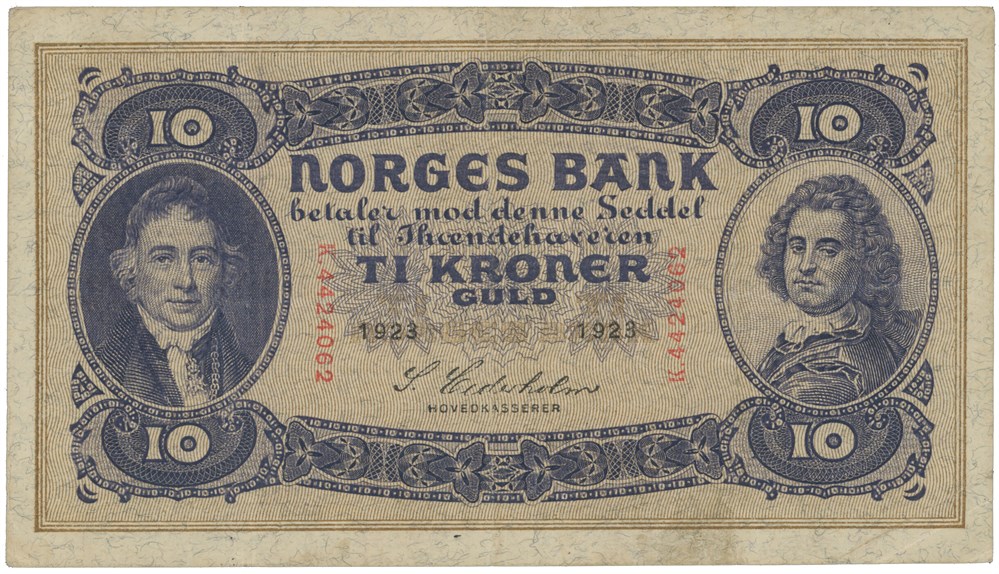 10 10
NORGES BANK
betaler mod denne Seddel
til Ihændehaveren
TI KRONER
GULD
1923 1923
K.4424062
K.4424062
S. Cederholm
HOVEDKASSERER
10 10